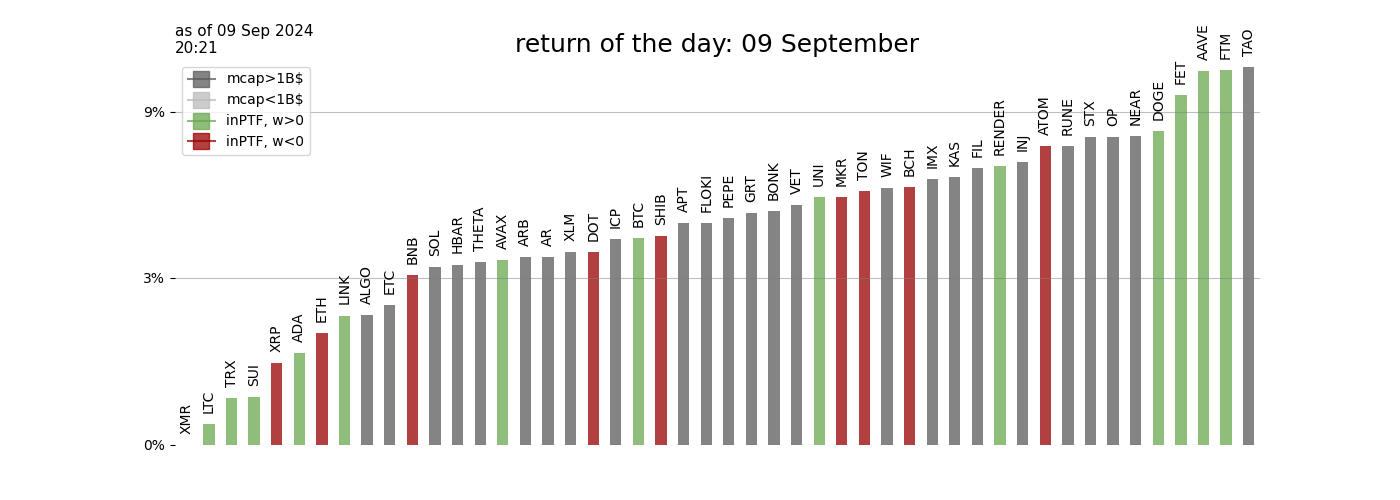 as of 09 Sep 2024
20:21
return of the day: 09 September
mcap>1B$
mcap<1B$
inPTF, w>0
inPTF, w<0
9%
3%
0%
XMR
LTC
TRX
SUI
XRP
ADA
ETH
LINK
ALGO
ETC
BNB
SOL
HBAR
THETA
AVAX
ARB
AR
XLM
DOT
ICP
BTC
SHIB
APT
FLOKI
PEPE
GRT
BONK
VET
UNI
MKR
TON
WIF
BCH
IMX
KAS
FIL
RENDER
INJ
ATOM
RUNE
STX
OP
NEAR
DOGE
FET
AAVE
FTM
TAO